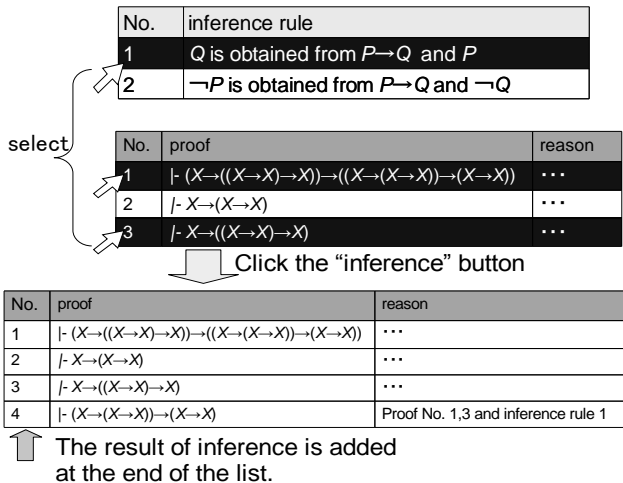 No. inference rule
1 Q is obtained from P→Q and P
2 ¬P is obtained from P→Q and ¬Q
select
No. proof reason
1 |- (X→((X→X)→X))→((X→(X→X))→(X→X)) ···
2 |- X→(X→X) ···
3 |- X→((X→X)→X) ···
Click the “inference” button
No. proof reason
1 |- (X→((X→X)→X))→((X→(X→X))→(X→X)) ···
2 |- X→(X→X) ···
3 |- X→((X→X)→X) ···
4 |- (X→(X→X))→(X→X) Proof No. 1,3 and inference rule 1
The result of inference is added
at the end of the list.